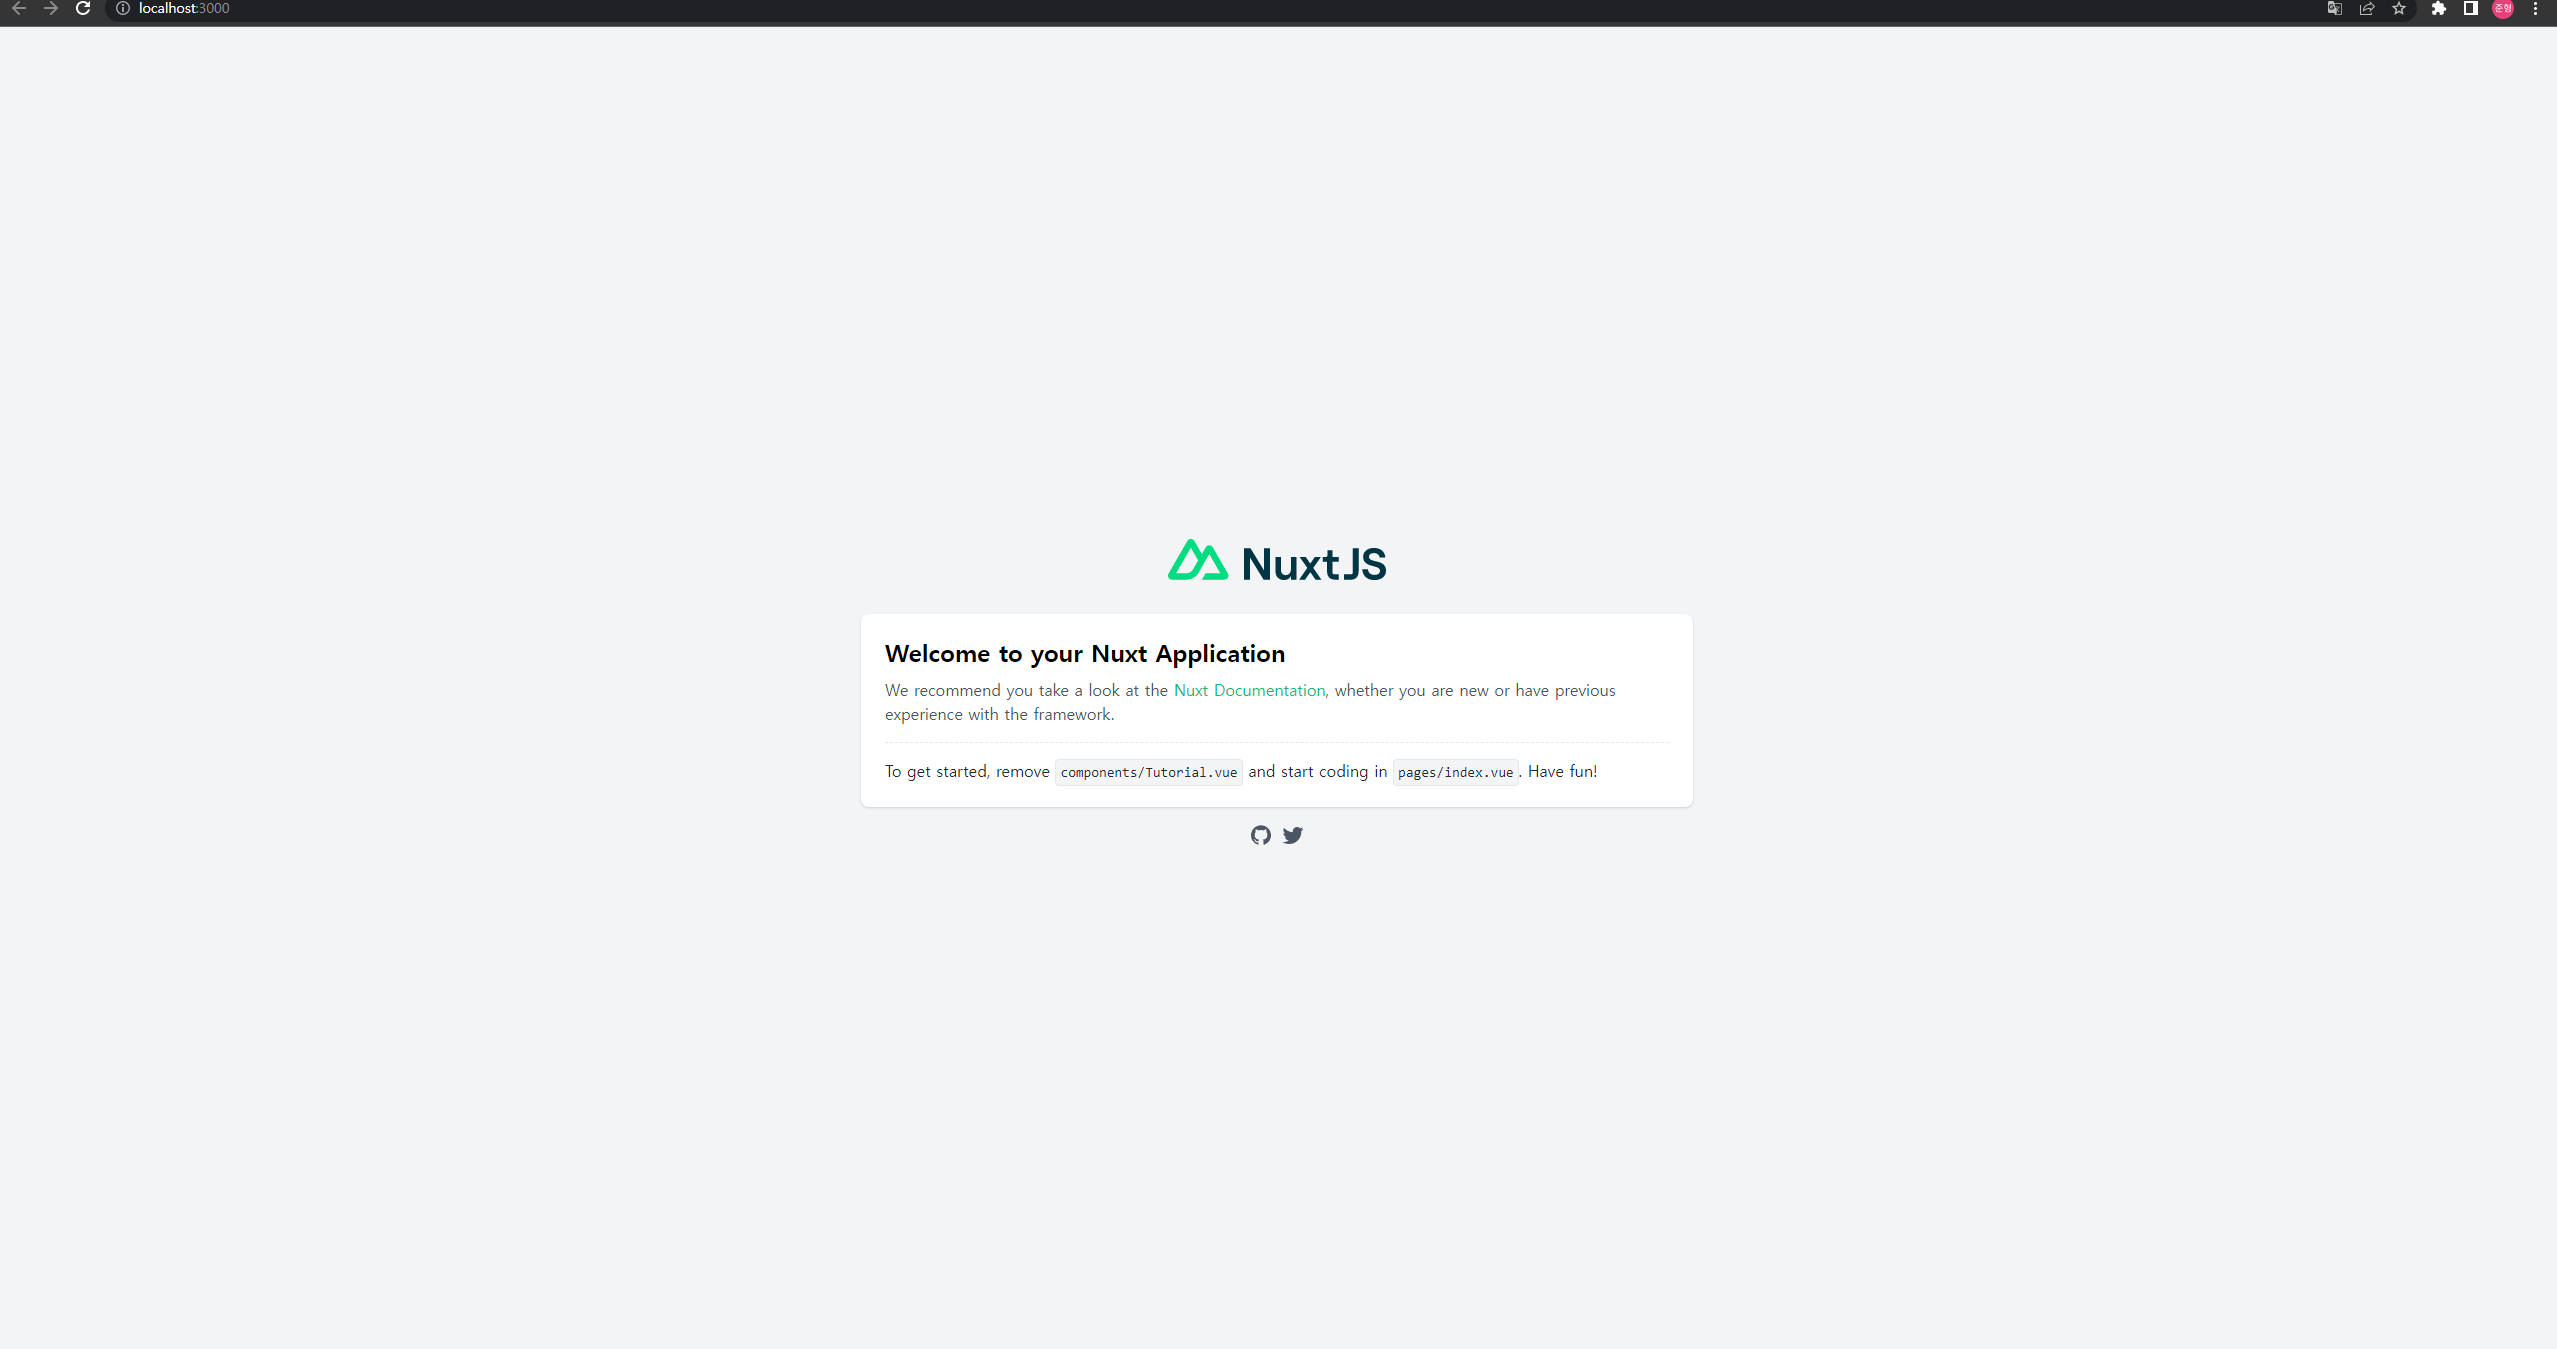 localhost:3000
준형
NuxtJS
Welcome to your Nuxt Application
We recommend you take a look at the Nuxt Documentation, whether you are new or have previous
experience with the framework.
To get started, remove components/Tutorial.vue and start coding in pages/index.vue. Have fun!